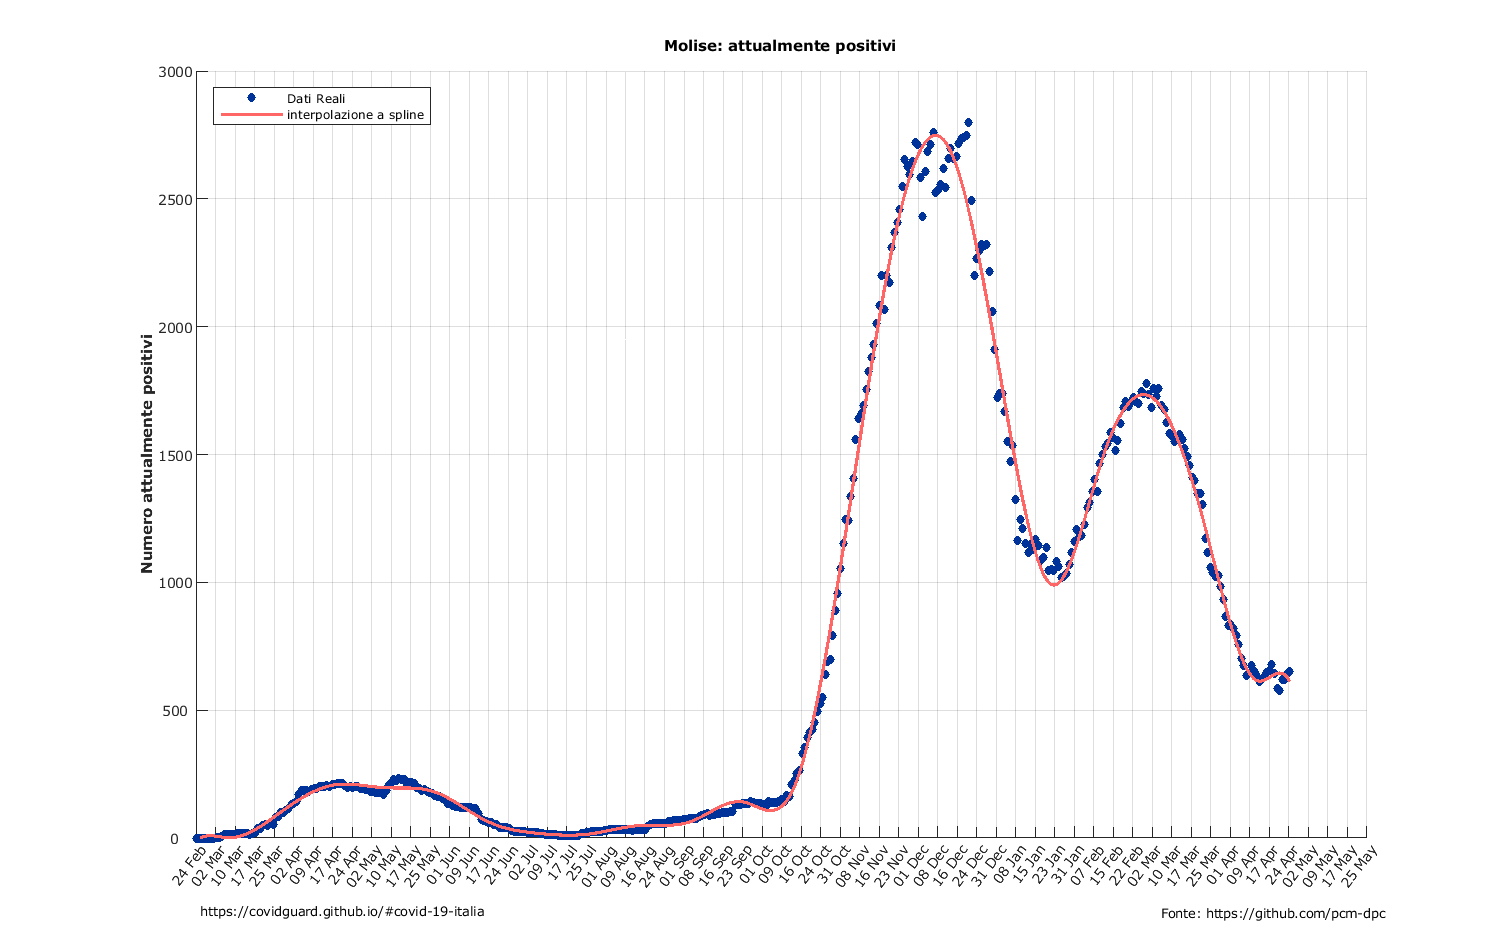 Molise: attualmente positivi
Dati Reali
interpolazione a spline
Numero attualmente positivi
3000
2500
2000
1500
1000
500
0
24 Feb
02 Mar
10 Mar
17 Mar
25 Mar
02 Apr
09 Apr
17 Apr
24 Apr
02 May
10 May
17 May
25 May
01 Jun
09 Jun
17 Jun
24 Jun
02 Jul
09 Jul
17 Jul
25 Jul
01 Aug
09 Aug
16 Aug
24 Aug
01 Sep
08 Sep
16 Sep
23 Sep
01 Oct
09 Oct
16 Oct
24 Oct
31 Oct
08 Nov
16 Nov
23 Nov
01 Dec
08 Dec
16 Dec
24 Dec
31 Dec
08 Jan
15 Jan
23 Jan
31 Jan
07 Feb
15 Feb
22 Feb
02 Mar
10 Mar
17 Mar
25 Mar
01 Apr
09 Apr
17 Apr
24 Apr
02 May
09 May
17 May
25 May
https://covidguard.github.io/#covid-19-italia
Fonte: https://github.com/pcm-dpc